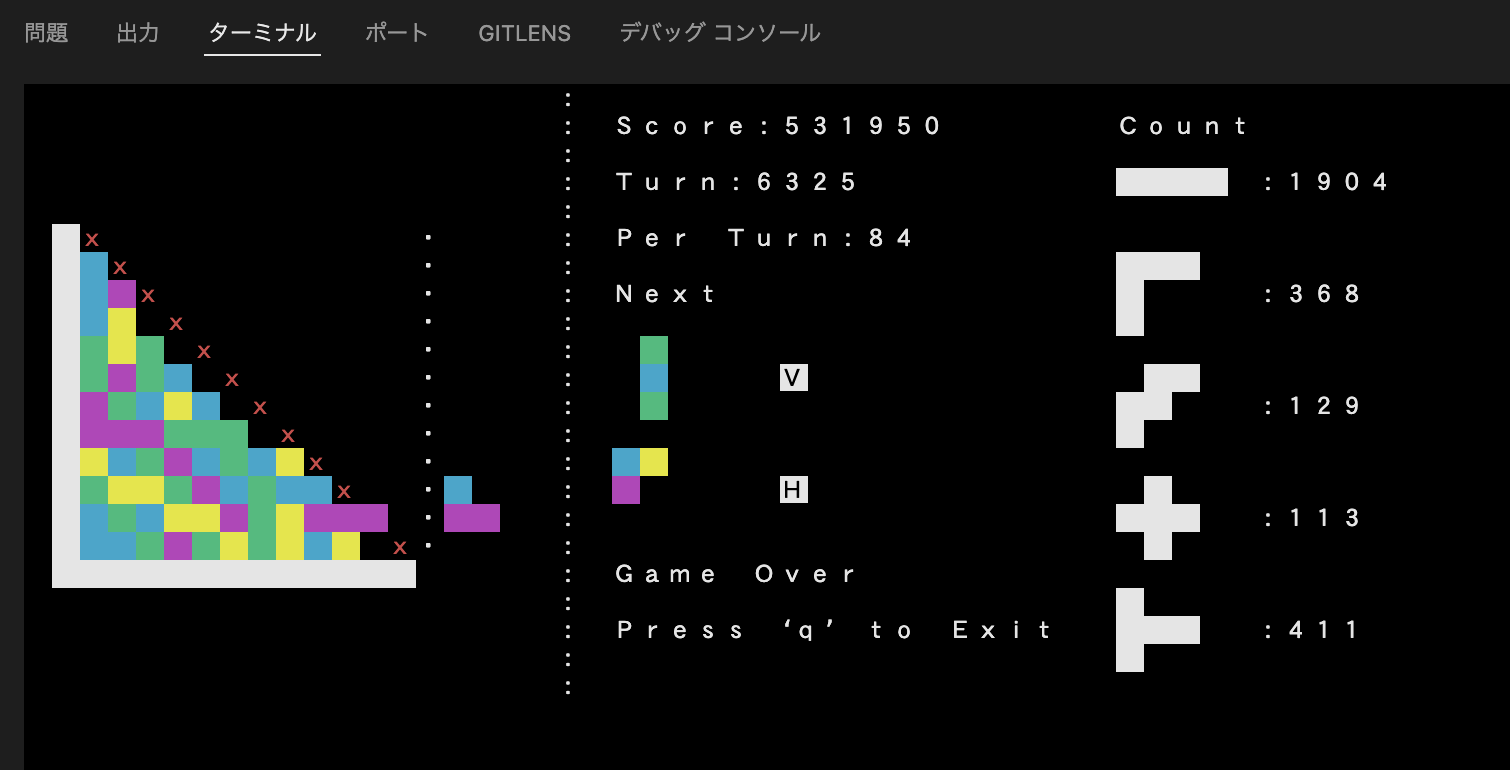 問題 出力 ターミナル ポート GITLENS デバッグ コンソール
Score:531950
Count
Turn:6325
:1904
Per Turn:84
Next
:368
x
x
x
x
x
x V
x
:129
x
x
x H
:113
x
Game Over
Press ‘q’ to Exit
:411